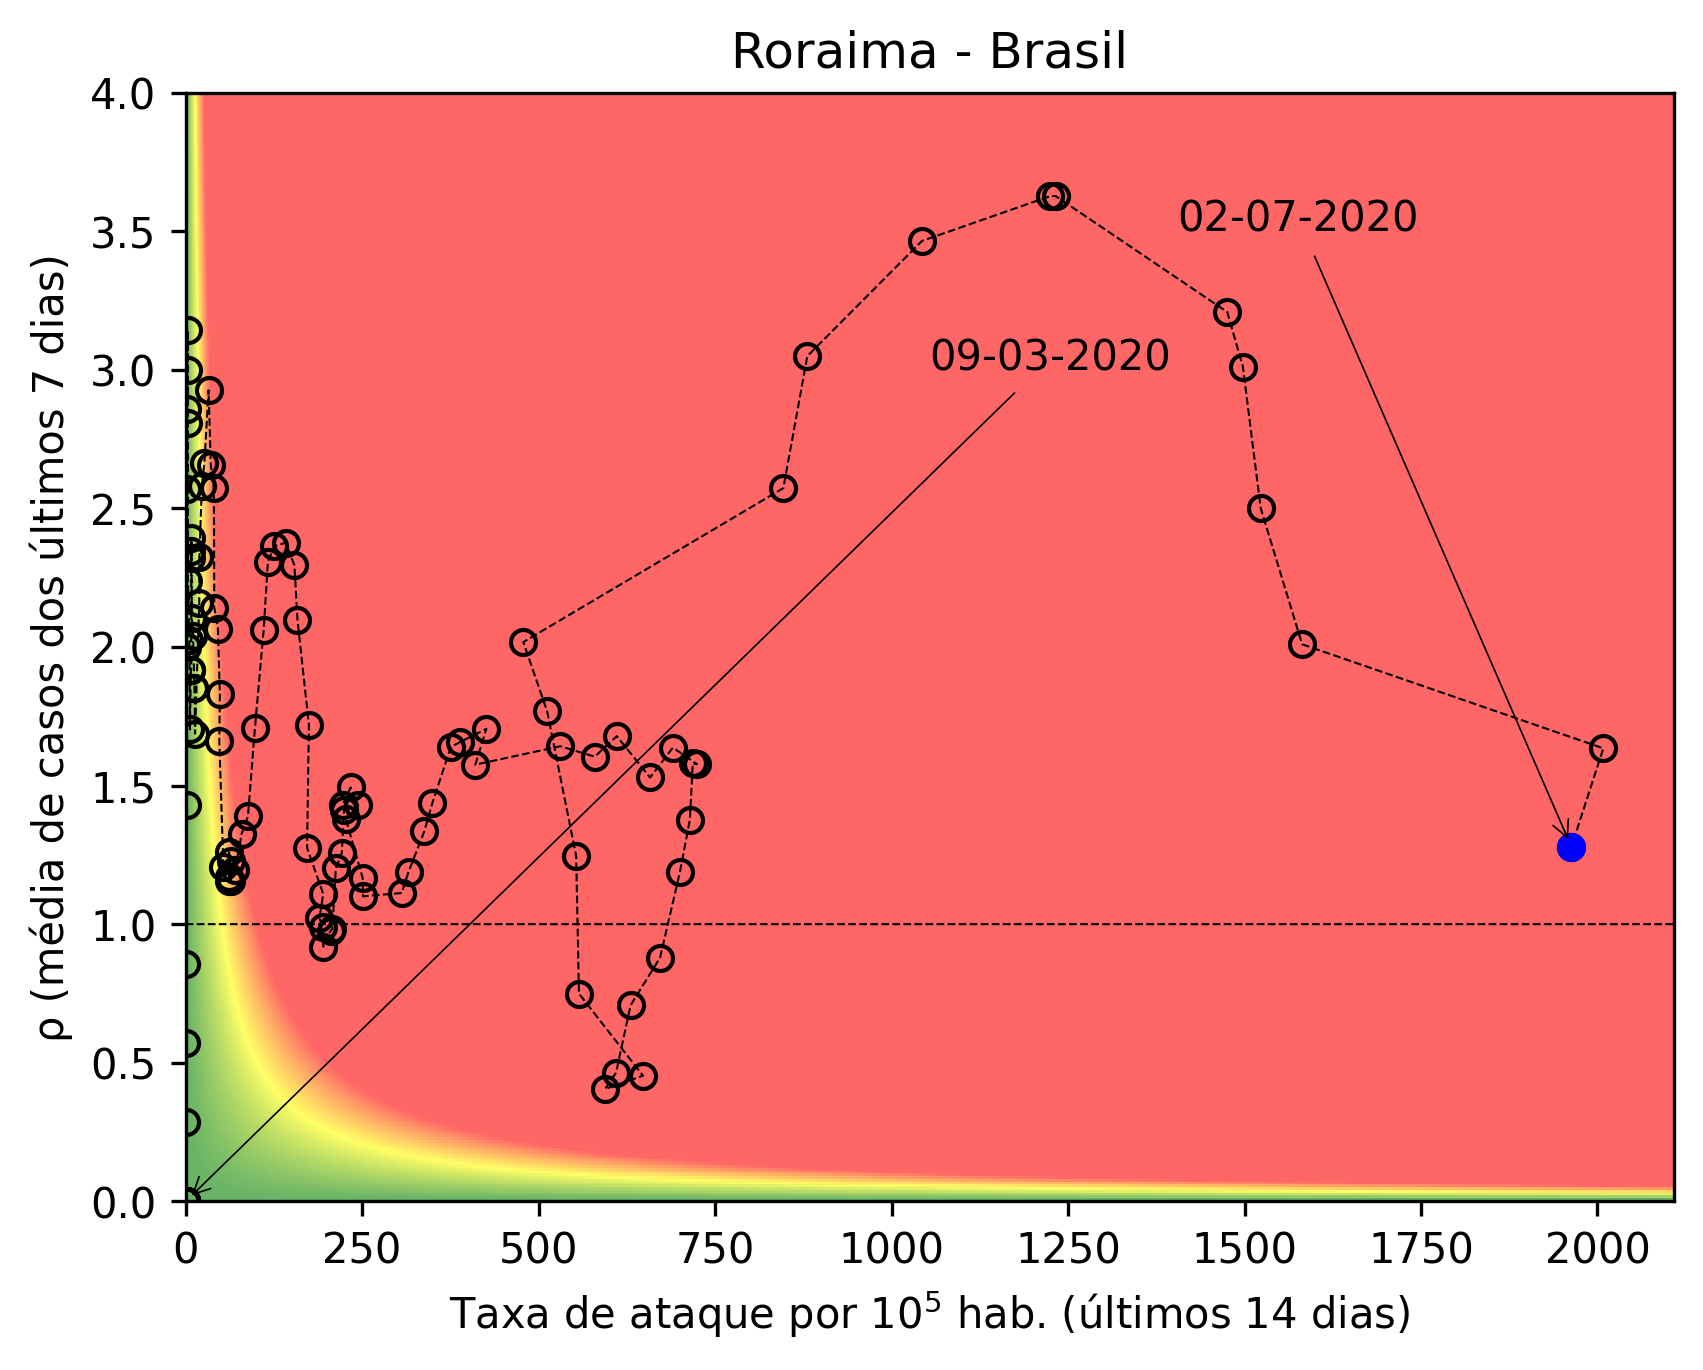 Roraima - Brasil
4.0
3.5
3.0
2.5
2.0
1.5
1.0
0.5
0.0
ρ (média de casos dos últimos 7 dias)
02-07-2020
09-03-2020
0 250 500 750 1000 1250 1500 1750 2000
Taxa de ataque por 10⁵ hab. (últimos 14 dias)